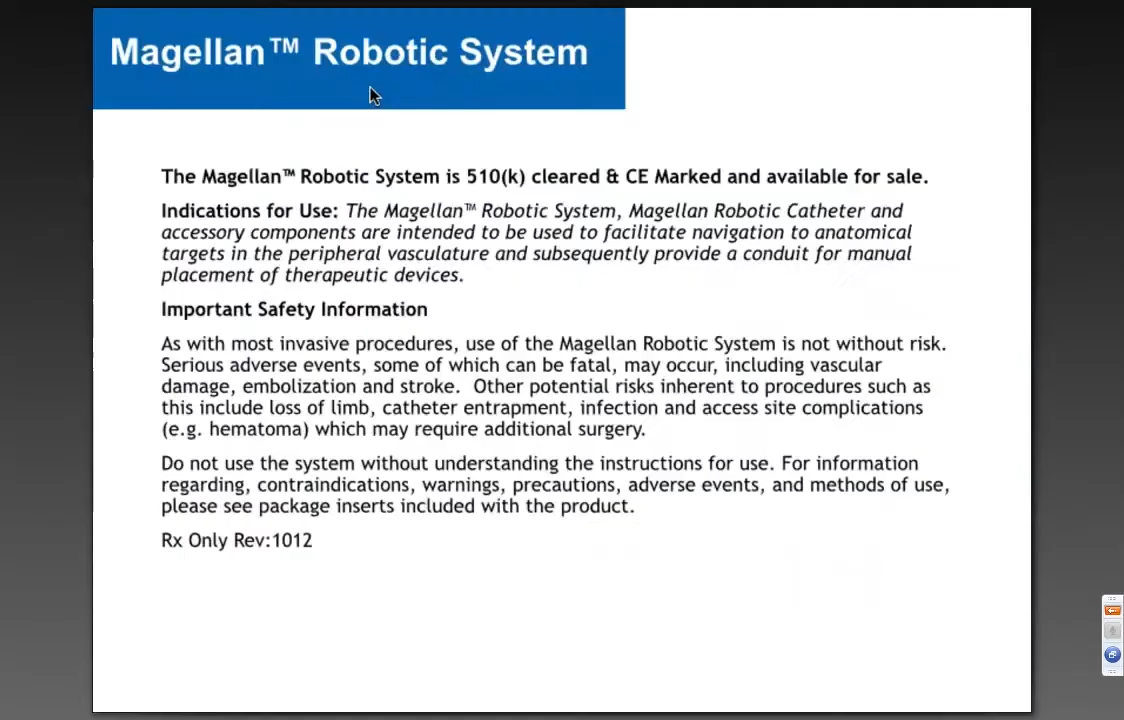 Magellan™ Robotic System
The Magellan™ Robotic System is 510(k) cleared & CE Marked and available for sale.
Indications for Use: The Magellan™ Robotic System, Magellan Robotic Catheter and
accessory components are intended to be used to facilitate navigation to anatomical
targets in the peripheral vasculature and subsequently provide a conduit for manual
placement of therapeutic devices.
Important Safety Information
As with most invasive procedures, use of the Magellan Robotic System is not without risk.
Serious adverse events, some of which can be fatal, may occur, including vascular
damage, embolization and stroke.  Other potential risks inherent to procedures such as
this include loss of limb, catheter entrapment, infection and access site complications
(e.g. hematoma) which may require additional surgery.
Do not use the system without understanding the instructions for use. For information
regarding, contraindications, warnings, precautions, adverse events, and methods of use,
please see package inserts included with the product.
Rx Only Rev:1012